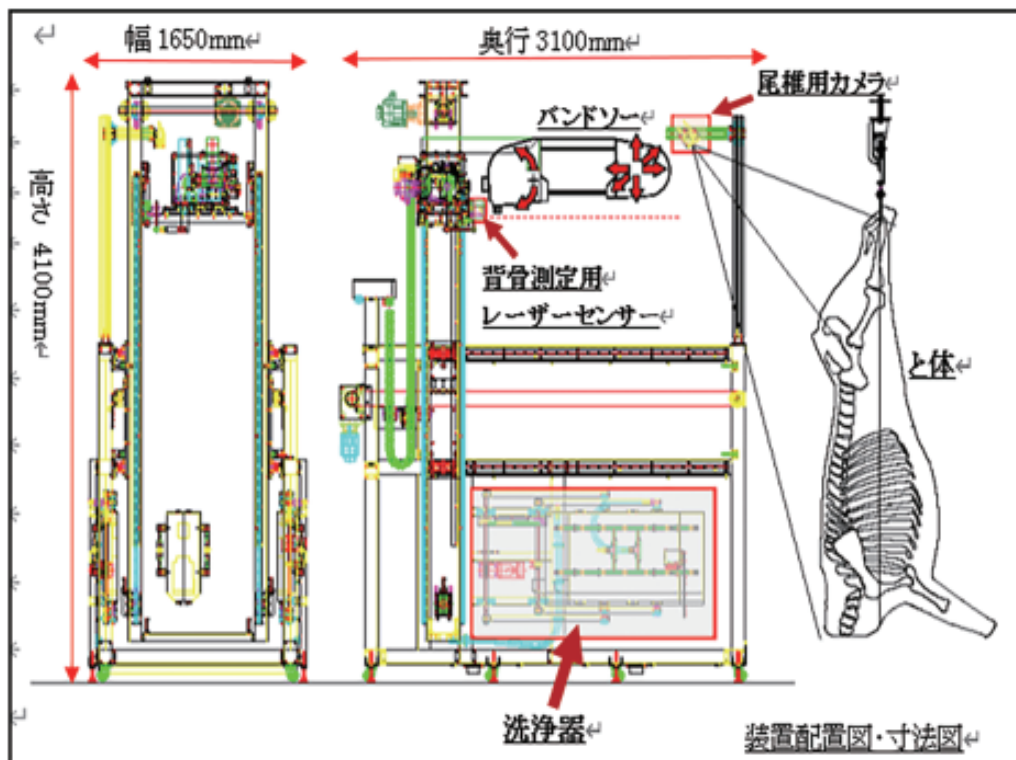 幅 1650mm
奥行 3100mm
尾椎用カメラ
バンドソー
高さ 4100mm
背骨測定用
レーザーセンサー
と体
洗浄器
装置配置図・寸法図